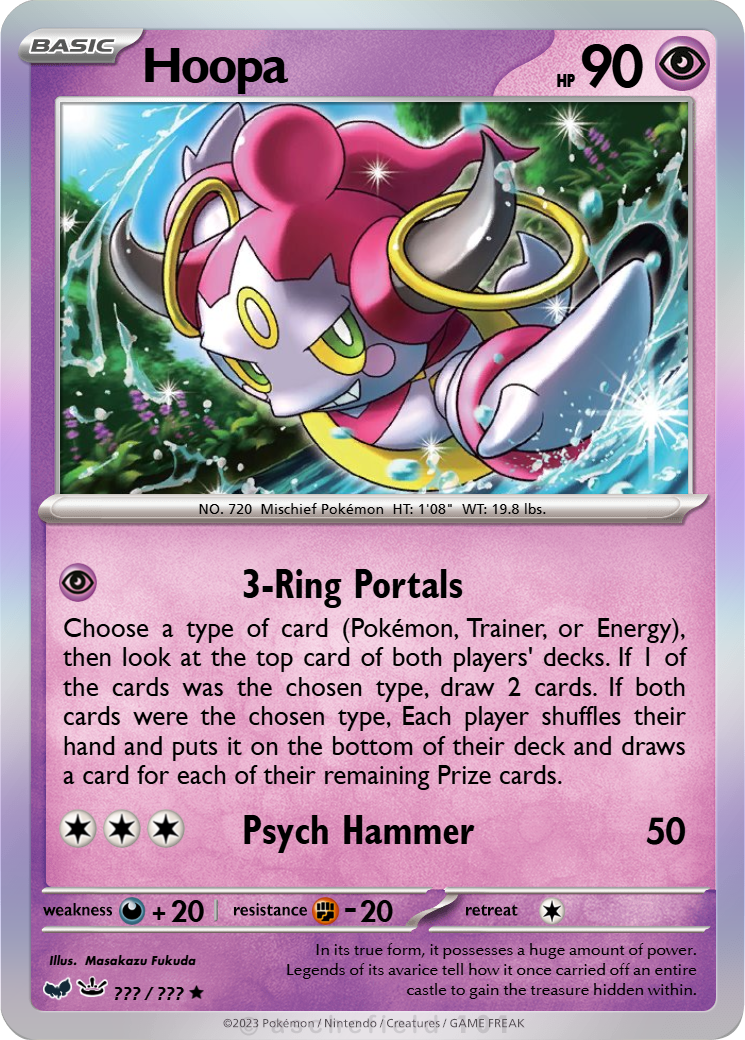 BASIC
Hoopa
HP 90
NO. 720 Mischief Pokémon HT: 1'08" WT: 19.8 lbs.
3-Ring Portals
Choose a type of card (Pokémon, Trainer, or Energy),
then look at the top card of both players' decks. If 1 of
the cards was the chosen type, draw 2 cards. If both
cards were the chosen type, Each player shuffles their
hand and puts it on the bottom of their deck and draws
a card for each of their remaining Prize cards.
Psych Hammer 50
weakness + 20 resistance - 20 retreat
Illus. Masakazu Fukuda
In its true form, it possesses a huge amount of power.
Legends of its avarice tell how it once carried off an entire
castle to gain the treasure hidden within.
??? / ??? ★
©2023 Pokémon / Nintendo / Creatures / GAME FREAK